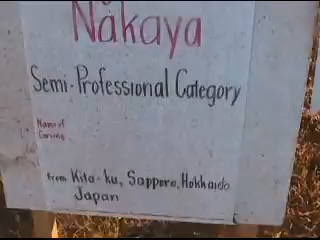 Nakaya
Semi-Professional Category
Name of
Carving
from Kita-ku, Sapporo, Hokkaido
Japan